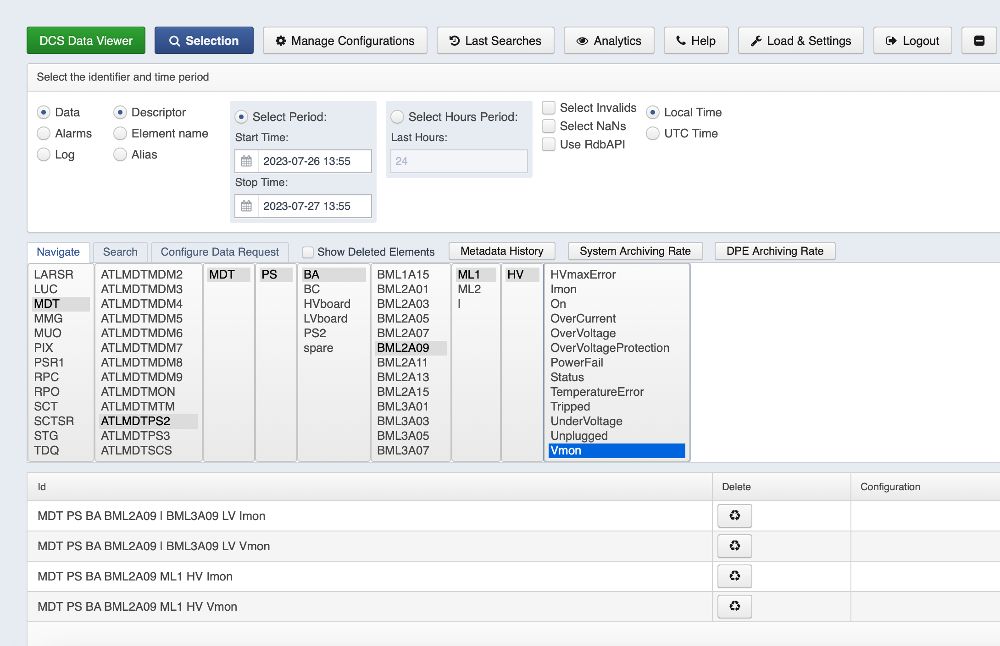 DCS Data Viewer Selection Manage Configurations Last Searches Analytics Help Load & Settings Logout
Select the identifier and time period
Data
Alarms
Log
Descriptor
Element name
Alias
Select Period:
Start Time:
2023-07-26 13:55
Stop Time:
2023-07-27 13:55
Select Hours Period:
Last Hours:
24
Select Invalids
Select NaNs
Use RdbAPI
Local Time
UTC Time
Navigate Search Configure Data Request Show Deleted Elements Metadata History System Archiving Rate DPE Archiving Rate
LARSR
LUC
MDT
MMG
MUO
PIX
PSR1
RPC
RPO
SCT
SCTSR
STG
TDQ
ATLMDTMDM2
ATLMDTMDM3
ATLMDTMDM4
ATLMDTMDM5
ATLMDTMDM6
ATLMDTMDM7
ATLMDTMDM8
ATLMDTMDM9
ATLMDTMON
ATLMDTMTM
ATLMDTPS2
ATLMDTPS3
ATLMDTSCS
MDT
PS
BA
BC
HVboard
LVboard
PS2
spare
BML1A15
BML2A01
BML2A03
BML2A05
BML2A07
BML2A09
BML2A11
BML2A13
BML2A15
BML3A01
BML3A03
BML3A05
BML3A07
ML1
ML2
l
HV
HVmaxError
Imon
On
OverCurrent
OverVoltage
OverVoltageProtection
PowerFail
Status
TemperatureError
Tripped
UnderVoltage
Unplugged
Vmon
Id Delete Configuration
MDT PS BA BML2A09 l BML3A09 LV Imon
MDT PS BA BML2A09 l BML3A09 LV Vmon
MDT PS BA BML2A09 ML1 HV Imon
MDT PS BA BML2A09 ML1 HV Vmon